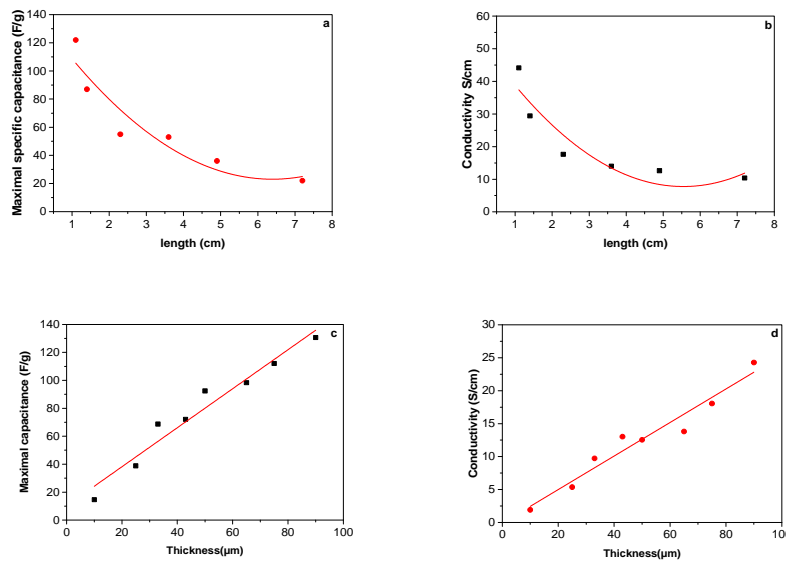 a
Maximal specific capacitance (F/g)
140
120
100
80
60
40
20
0
0 1 2 3 4 5 6 7 8
length (cm)
b
Conductivity S/cm
60
50
40
30
20
10
0
1 2 3 4 5 6 7 8
length (cm)
c
Maximal capacitance (F/g)
140
120
100
80
60
40
20
0
0 20 40 60 80 100
Thickness(µm)
d
Conductivity (S/cm)
30
25
20
15
10
5
0
0 20 40 60 80 100
Thickness(µm)